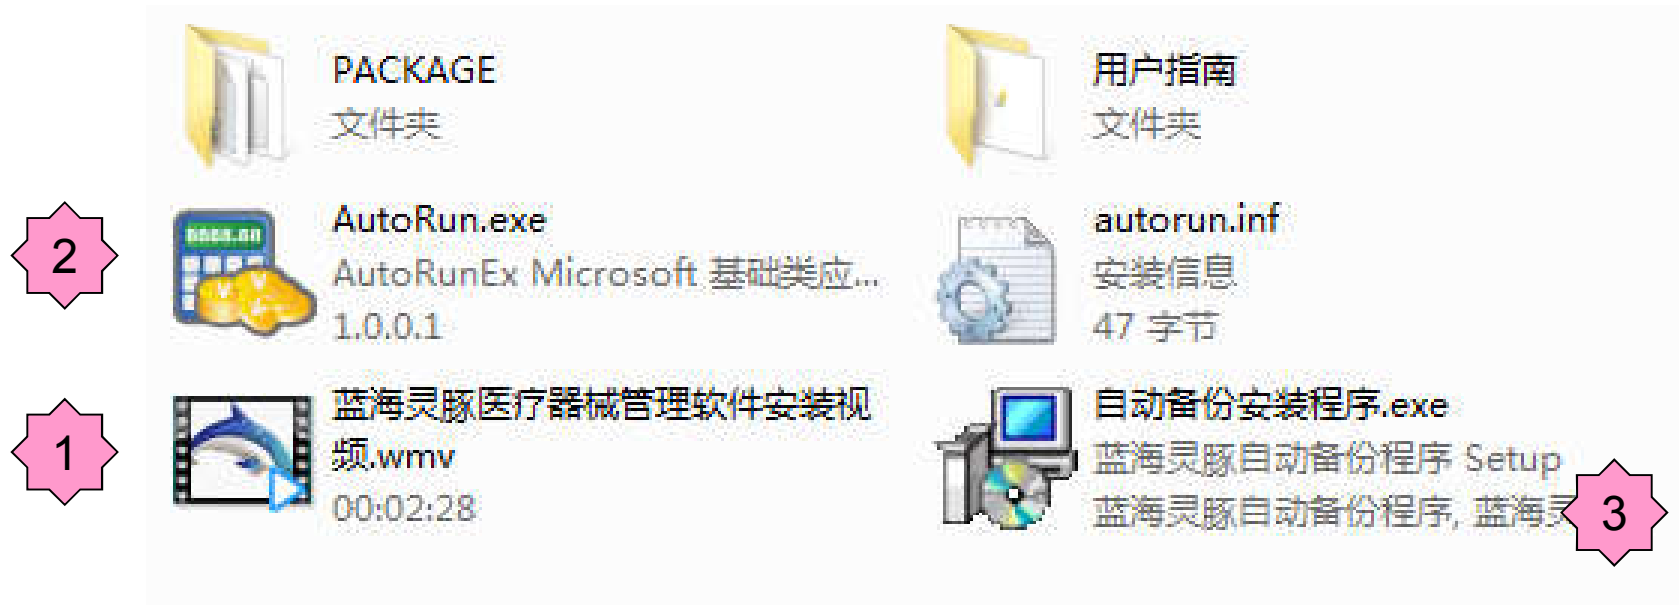 PACKAGE
文件夹
用户指南
文件夹
2
AutoRun.exe
AutoRunEx Microsoft 基础类应...
1.0.0.1
autorun.inf
安装信息
47 字节
1
蓝海灵豚医疗器械管理软件安装视
频.wmv
00:02:28
自动备份安装程序.exe
蓝海灵豚自动备份程序 Setup
蓝海灵豚自动备份程序, 蓝海灵
3